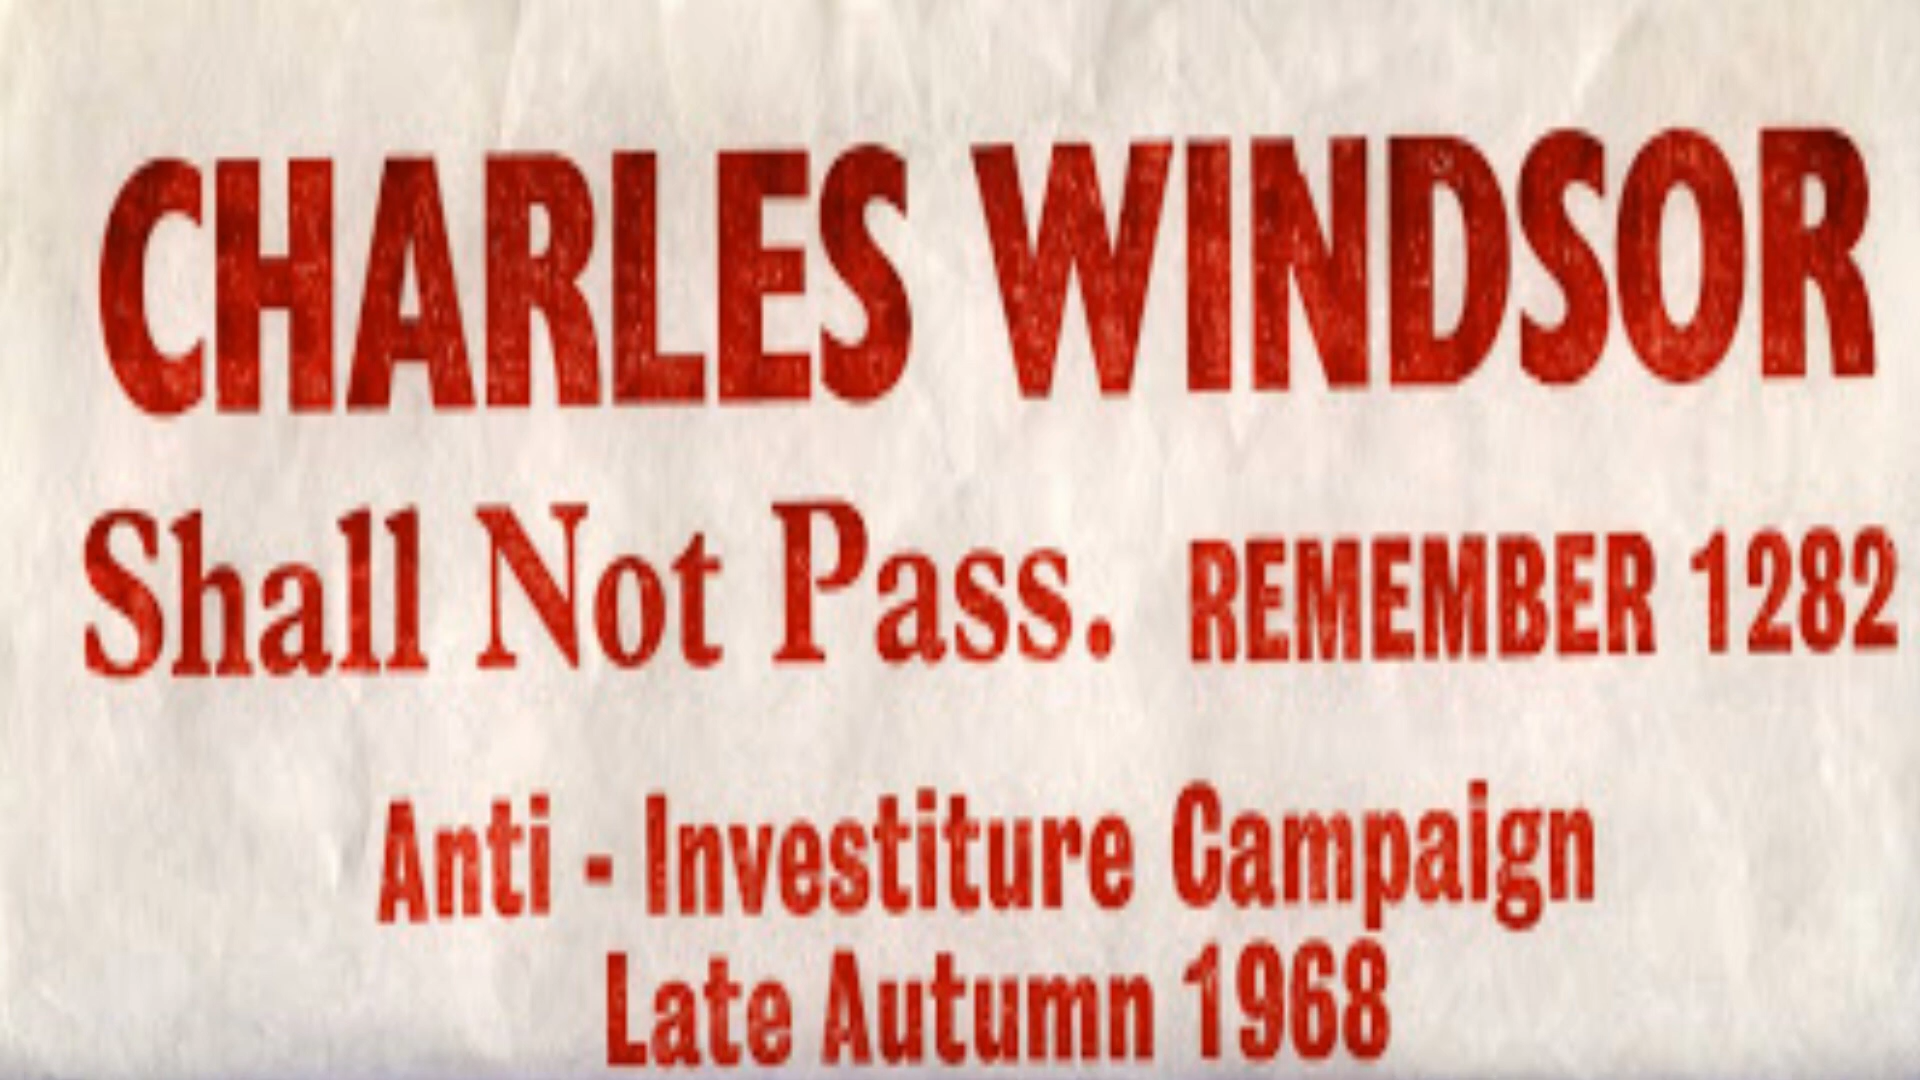 CHARLES WINDSOR
Shall Not Pass. REMEMBER 1282
Anti - Investiture Campaign
Late Autumn 1968